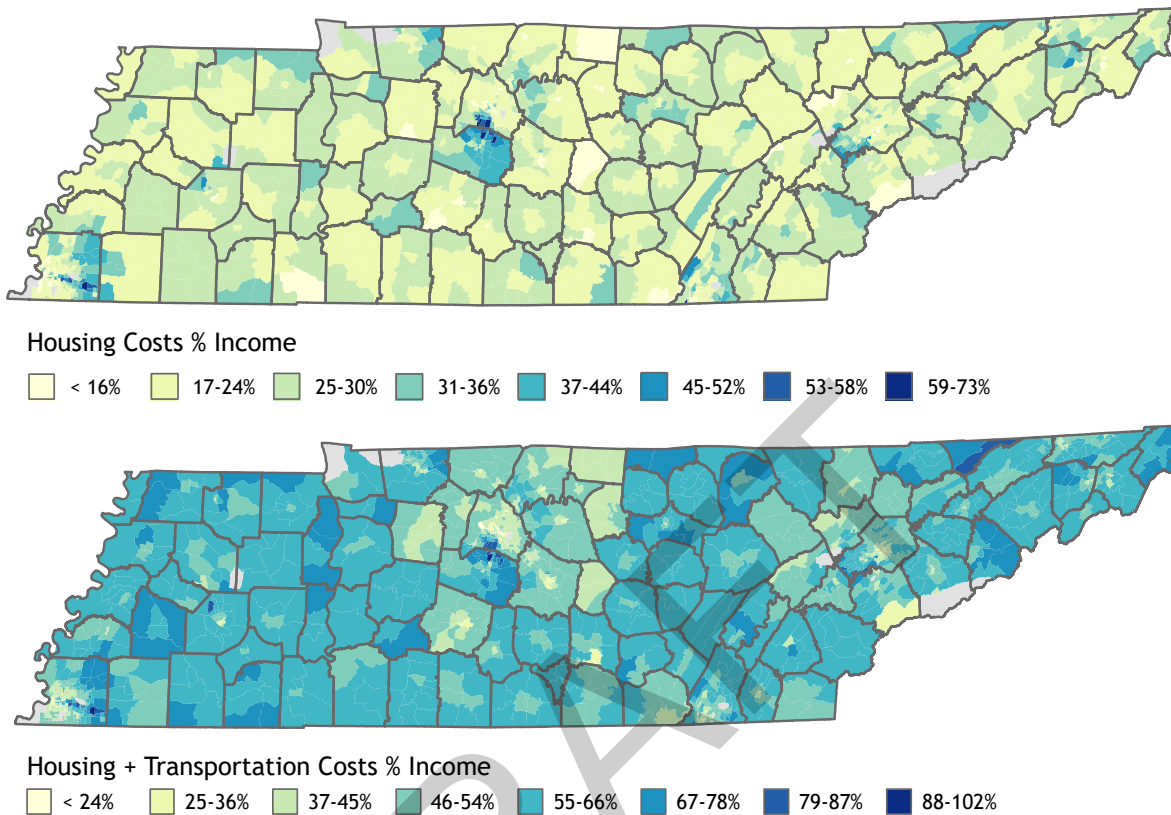 Housing Costs % Income
< 16% 17-24% 25-30% 31-36% 37-44% 45-52% 53-58% 59-73%
Housing + Transportation Costs % Income
< 24% 25-36% 37-45% 46-54% 55-66% 67-78% 79-87% 88-102%
DRAFT